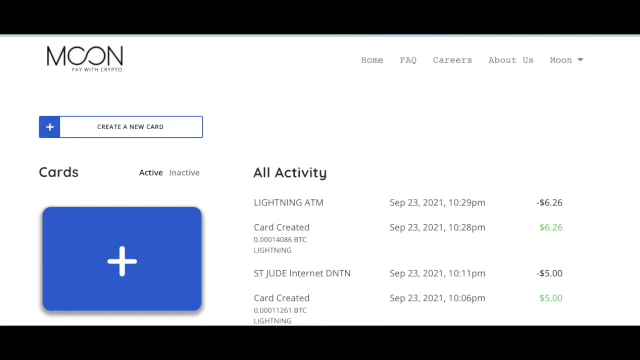 MOON
PAY WITH CRYPTO
Home FAQ Careers About Us Moon
CREATE A NEW CARD
Cards Active Inactive
All Activity
LIGHTNING ATM Sep 23, 2021, 10:29pm -$6.26
Card Created Sep 23, 2021, 10:28pm $6.26
0.00014086 BTC
LIGHTNING
ST JUDE Internet DNTN Sep 23, 2021, 10:11pm -$5.00
Card Created Sep 23, 2021, 10:06pm $5.00
0.00011261 BTC
LIGHTNING